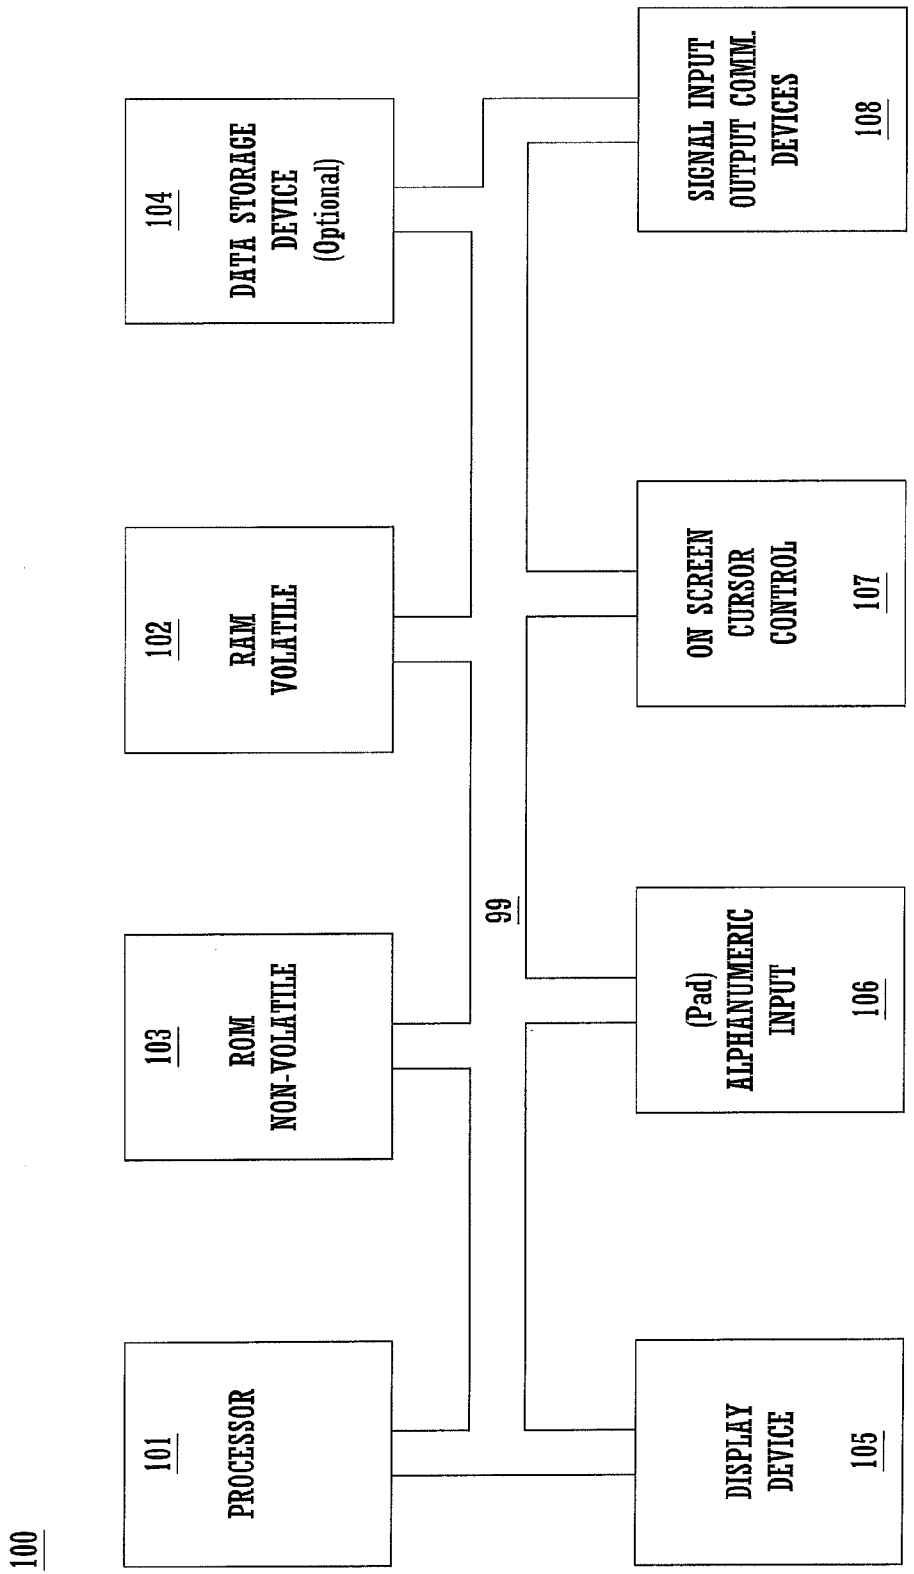 100
101
PROCESSOR
103
ROM
NON-VOLATILE
102
RAM
VOLATILE
104
DATA STORAGE
DEVICE
(Optional)
99
DISPLAY
DEVICE
105
(Pad)
ALPHANUMERIC
INPUT
106
ON SCREEN
CURSOR
CONTROL
107
SIGNAL INPUT
OUTPUT COMM.
DEVICES
108